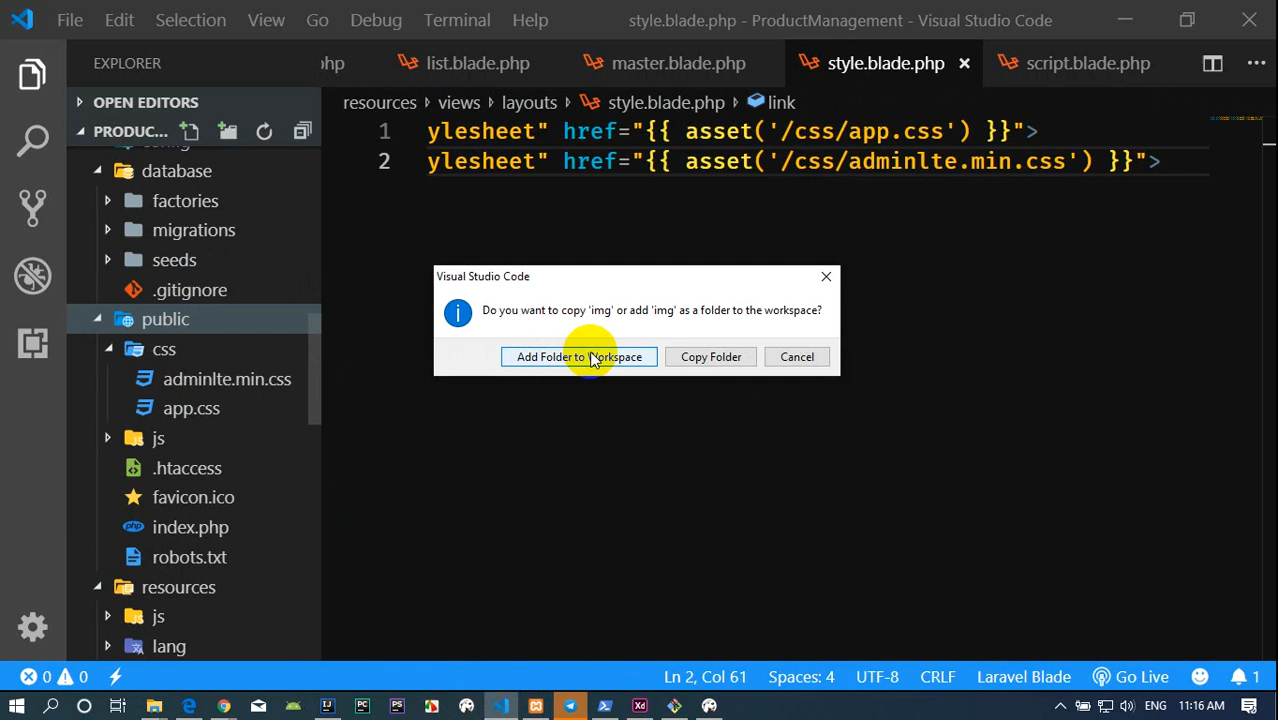 File Edit Selection View Go Debug Terminal Help style.blade.php - ProductManagement - Visual Studio Code
EXPLORER
php list.blade.php master.blade.php style.blade.php script.blade.php
OPEN EDITORS
PRODUC...
resources views layouts style.blade.php link
1 ylesheet" href="{{ asset('/css/app.css') }}">
2 ylesheet" href="{{ asset('/css/adminlte.min.css') }}">
database
factories
migrations
seeds
.gitignore
public
css
adminlte.min.css
app.css
js
.htaccess
favicon.ico
index.php
robots.txt
resources
js
lang
Visual Studio Code
Do you want to copy 'img' or add 'img' as a folder to the workspace?
Add Folder to Workspace Copy Folder Cancel
0 0 Ln 2, Col 61 Spaces: 4 UTF-8 CRLF Laravel Blade Go Live 1
ENG 11:16 AM